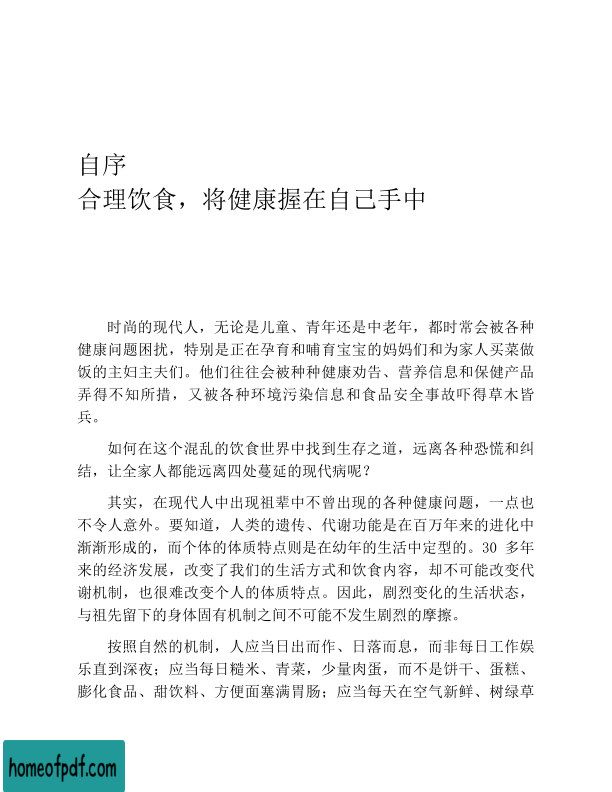 自序
合理饮食，将健康握在自己手中
时尚的现代人，无论是儿童、青年还是中老年，都时常会被各种
健康问题困扰，特别是正在孕育和哺育宝宝的妈妈们和为家人买菜做
饭的主妇主夫们。他们往往会被种种健康劝告、营养信息和保健产品
弄得不知所措，又被各种环境污染信息和食品安全事故吓得草木皆
兵。
如何在这个混乱的饮食世界中找到生存之道，远离各种恐慌和纠
结，让全家人都能远离四处蔓延的现代病呢？
其实，在现代人中出现祖辈中不曾出现的各种健康问题，一点也
不令人意外。要知道，人类的遗传、代谢功能是在百万年来的进化中
渐渐形成的，而个体的体质特点则是在幼年的生活中定型的。30 多年
来的经济发展，改变了我们的生活方式和饮食内容，却不可能改变代
谢机制，也很难改变个人的体质特点。因此，剧烈变化的生活状态，
与祖先留下的身体固有机制之间不可能不发生剧烈的摩擦。
按照自然的机制，人应当日出而作、日落而息，而非每日工作娱
乐直到深夜；应当每日糙米、青菜，少量肉蛋，而不是饼干、蛋糕、
膨化食品、甜饮料、方便面塞满胃肠；应当每天在空气新鲜、树绿草
homeofpdf.com